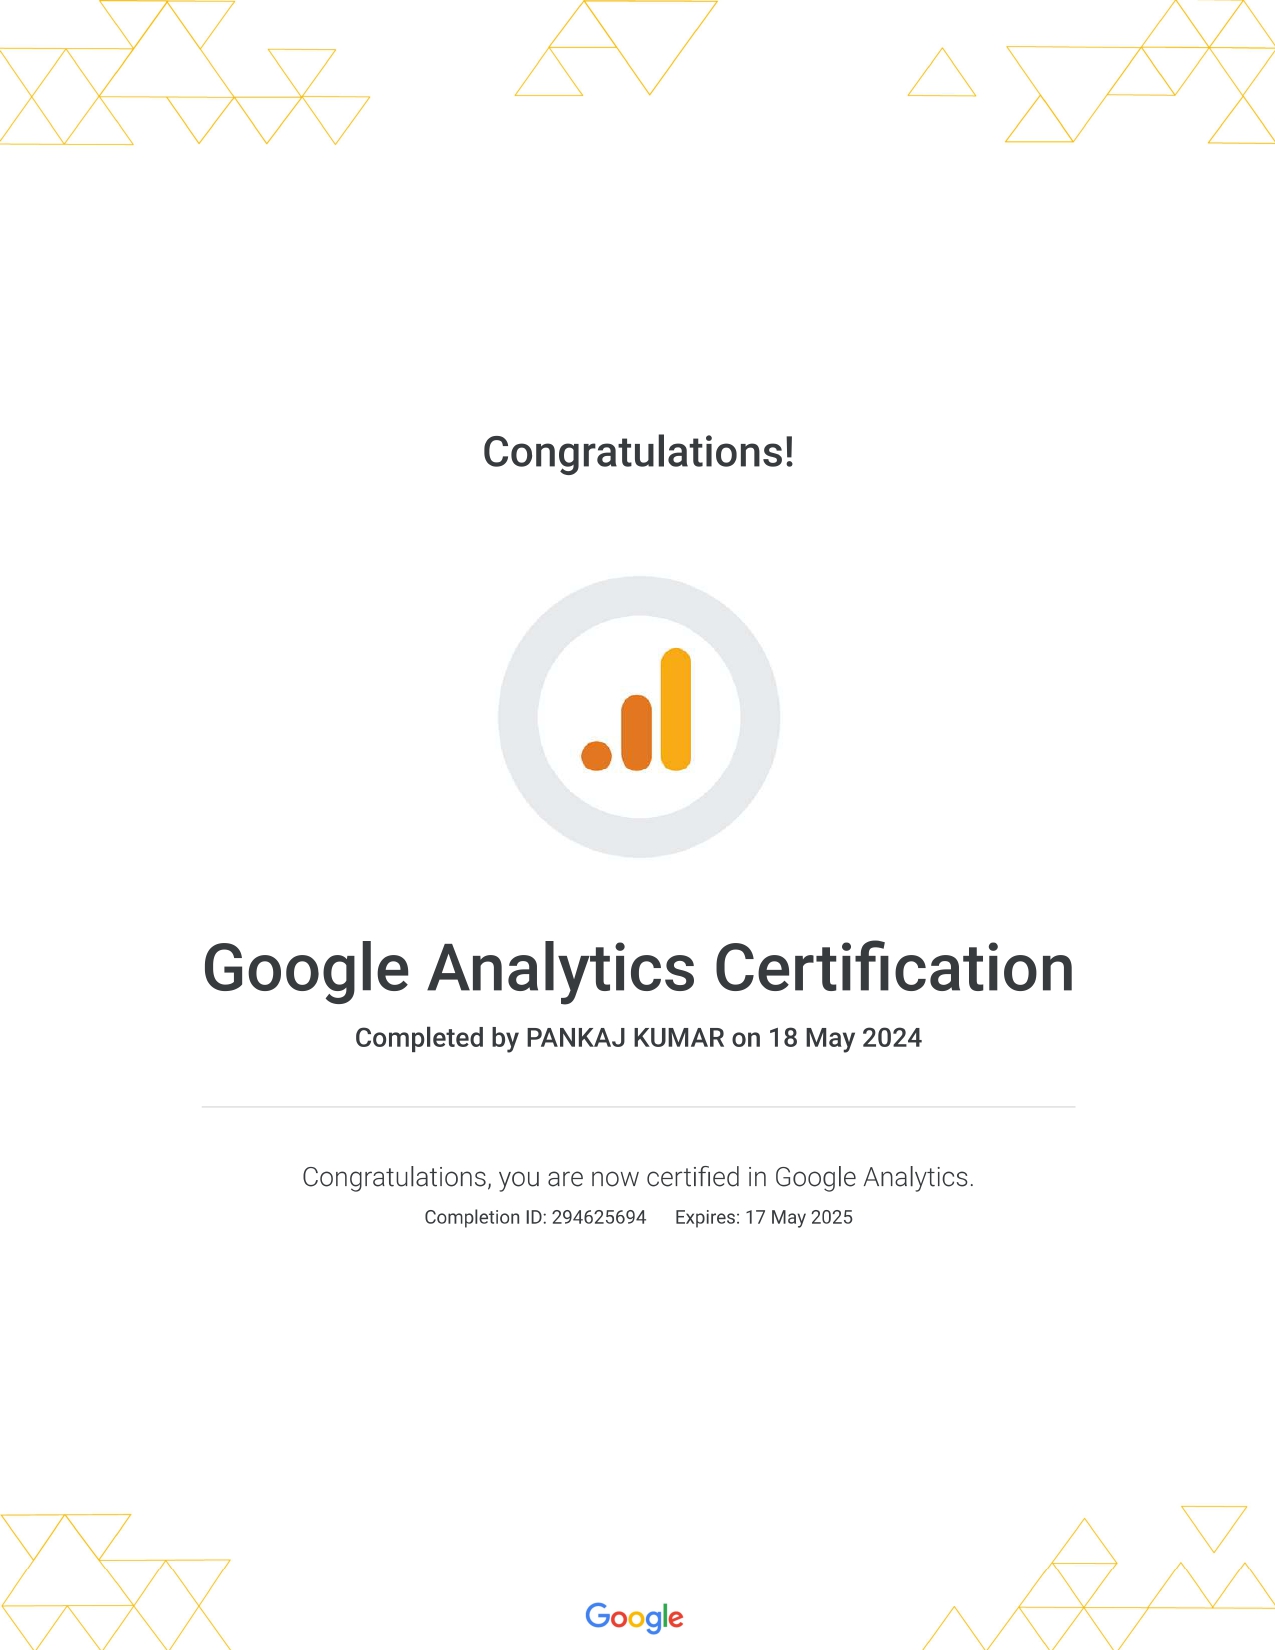 Congratulations!
Google Analytics Certification
Completed by PANKAJ KUMAR on 18 May 2024
Congratulations, you are now certified in Google Analytics.
Completion ID: 294625694 Expires: 17 May 2025
Google